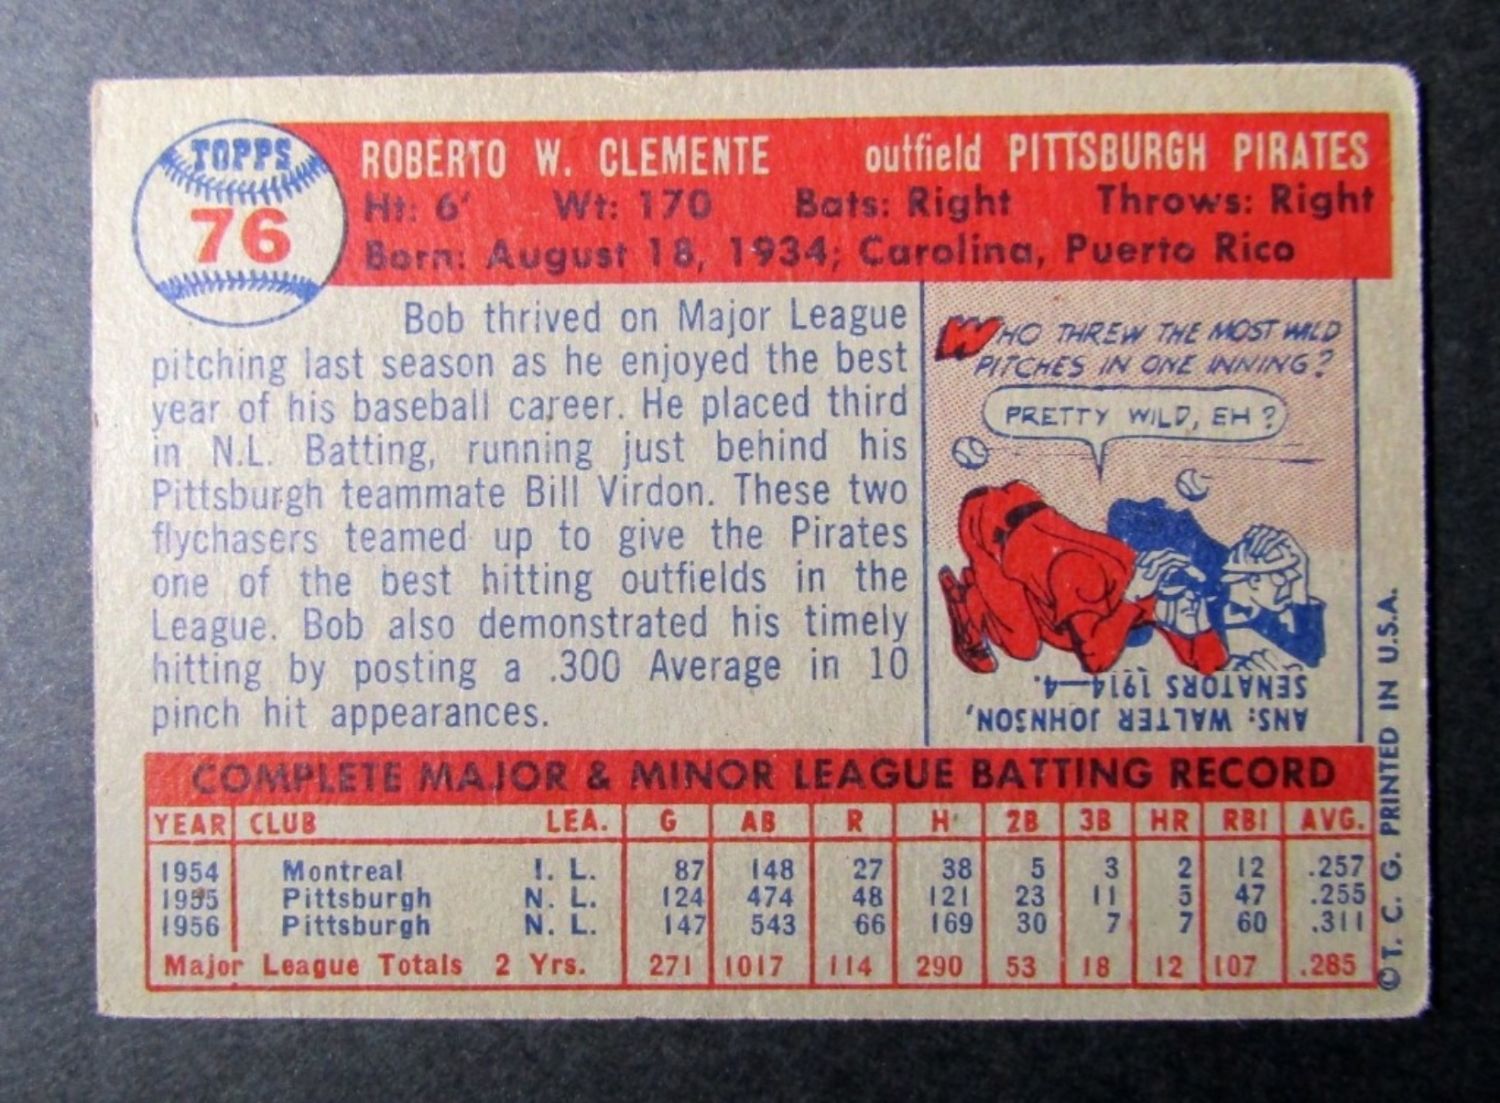 TOPPS
76
ROBERTO W. CLEMENTE outfield PITTSBURGH PIRATES
Ht: 6' Wt: 170 Bats: Right Throws: Right
Born: August 18, 1934; Carolina, Puerto Rico
Bob thrived on Major League
pitching last season as he enjoyed the best
year of his baseball career. He placed third
in N.L. Batting, running just behind his
Pittsburgh teammate Bill Virdon. These two
flychasers teamed up to give the Pirates
one of the best hitting outfields in the
League. Bob also demonstrated his timely
hitting by posting a .300 Average in 10
pinch hit appearances.
WHO THREW THE MOST WILD
PITCHES IN ONE INNING?
PRETTY WILD, EH?
ANS: WALTER JOHNSON,
SENATORS 1914—4.
COMPLETE MAJOR & MINOR LEAGUE BATTING RECORD
YEAR CLUB LEA. G AB R H 2B 3B HR RBI AVG.
1954 Montreal I. L. 87 148 27 38 5 3 2 12 .257
1955 Pittsburgh N. L. 124 474 48 121 23 11 5 47 .255
1956 Pittsburgh N. L. 147 543 66 169 30 7 7 60 .311
Major League Totals 2 Yrs. 271 1017 114 290 53 18 12 107 .285
©T. C. G. PRINTED IN U.S.A.